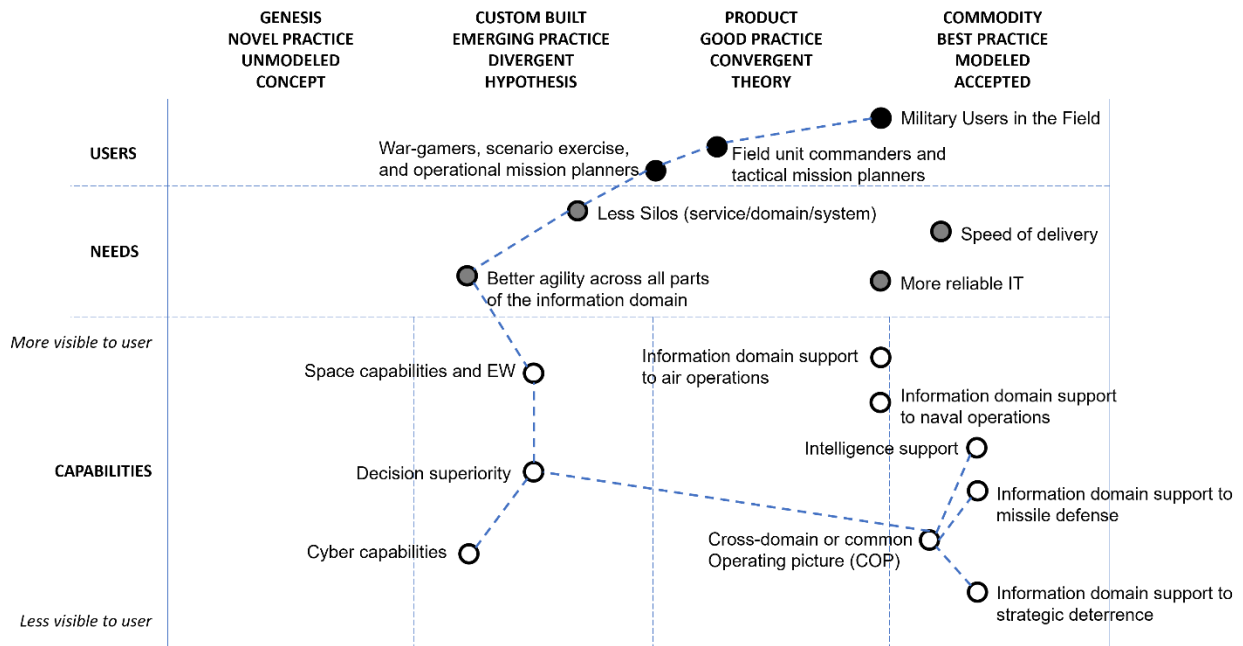 GENESIS
NOVEL PRACTICE
UNMODELED
CONCEPT
CUSTOM BUILT
EMERGING PRACTICE
DIVERGENT
HYPOTHESIS
PRODUCT
GOOD PRACTICE
CONVERGENT
THEORY
COMMODITY
BEST PRACTICE
MODELED
ACCEPTED
USERS
Military Users in the Field
War-gamers, scenario exercise,
and operational mission planners
Field unit commanders and
tactical mission planners
NEEDS
Less Silos (service/domain/system)
Speed of delivery
Better agility across all parts
of the information domain
More reliable IT
More visible to user
CAPABILITIES
Less visible to user
Space capabilities and EW
Information domain support
to air operations
Information domain support
to naval operations
Intelligence support
Decision superiority
Information domain support to
missile defense
Cyber capabilities
Cross-domain or common
Operating picture (COP)
Information domain support to
strategic deterrence